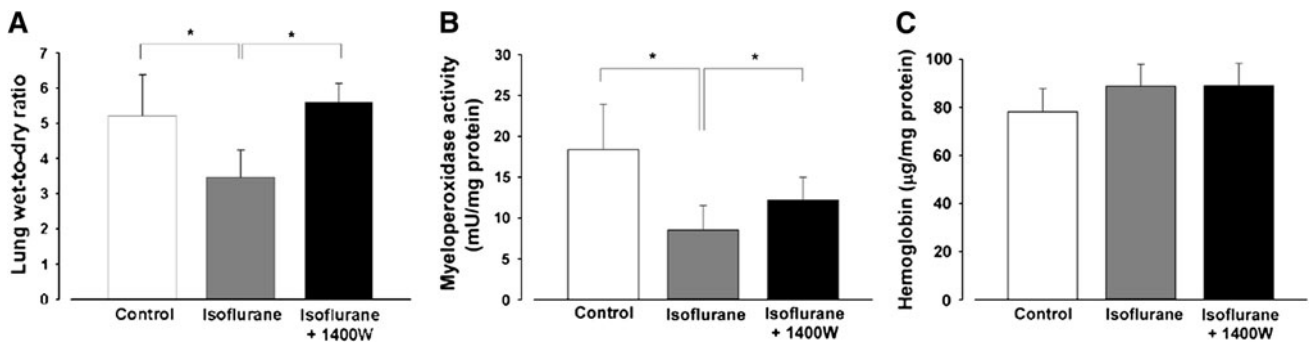 A
Lung wet-to-dry ratio
7
6
5
4
3
2
1
0
*
*
Control
Isoflurane
Isoflurane
+ 1400W
B
Myeloperoxidase activity
(mU/mg protein)
30
25
20
15
10
5
0
*
*
Control
Isoflurane
Isoflurane
+ 1400W
C
Hemoglobin (µg/mg protein)
100
80
60
40
20
0
Control
Isoflurane
Isoflurane
+ 1400W